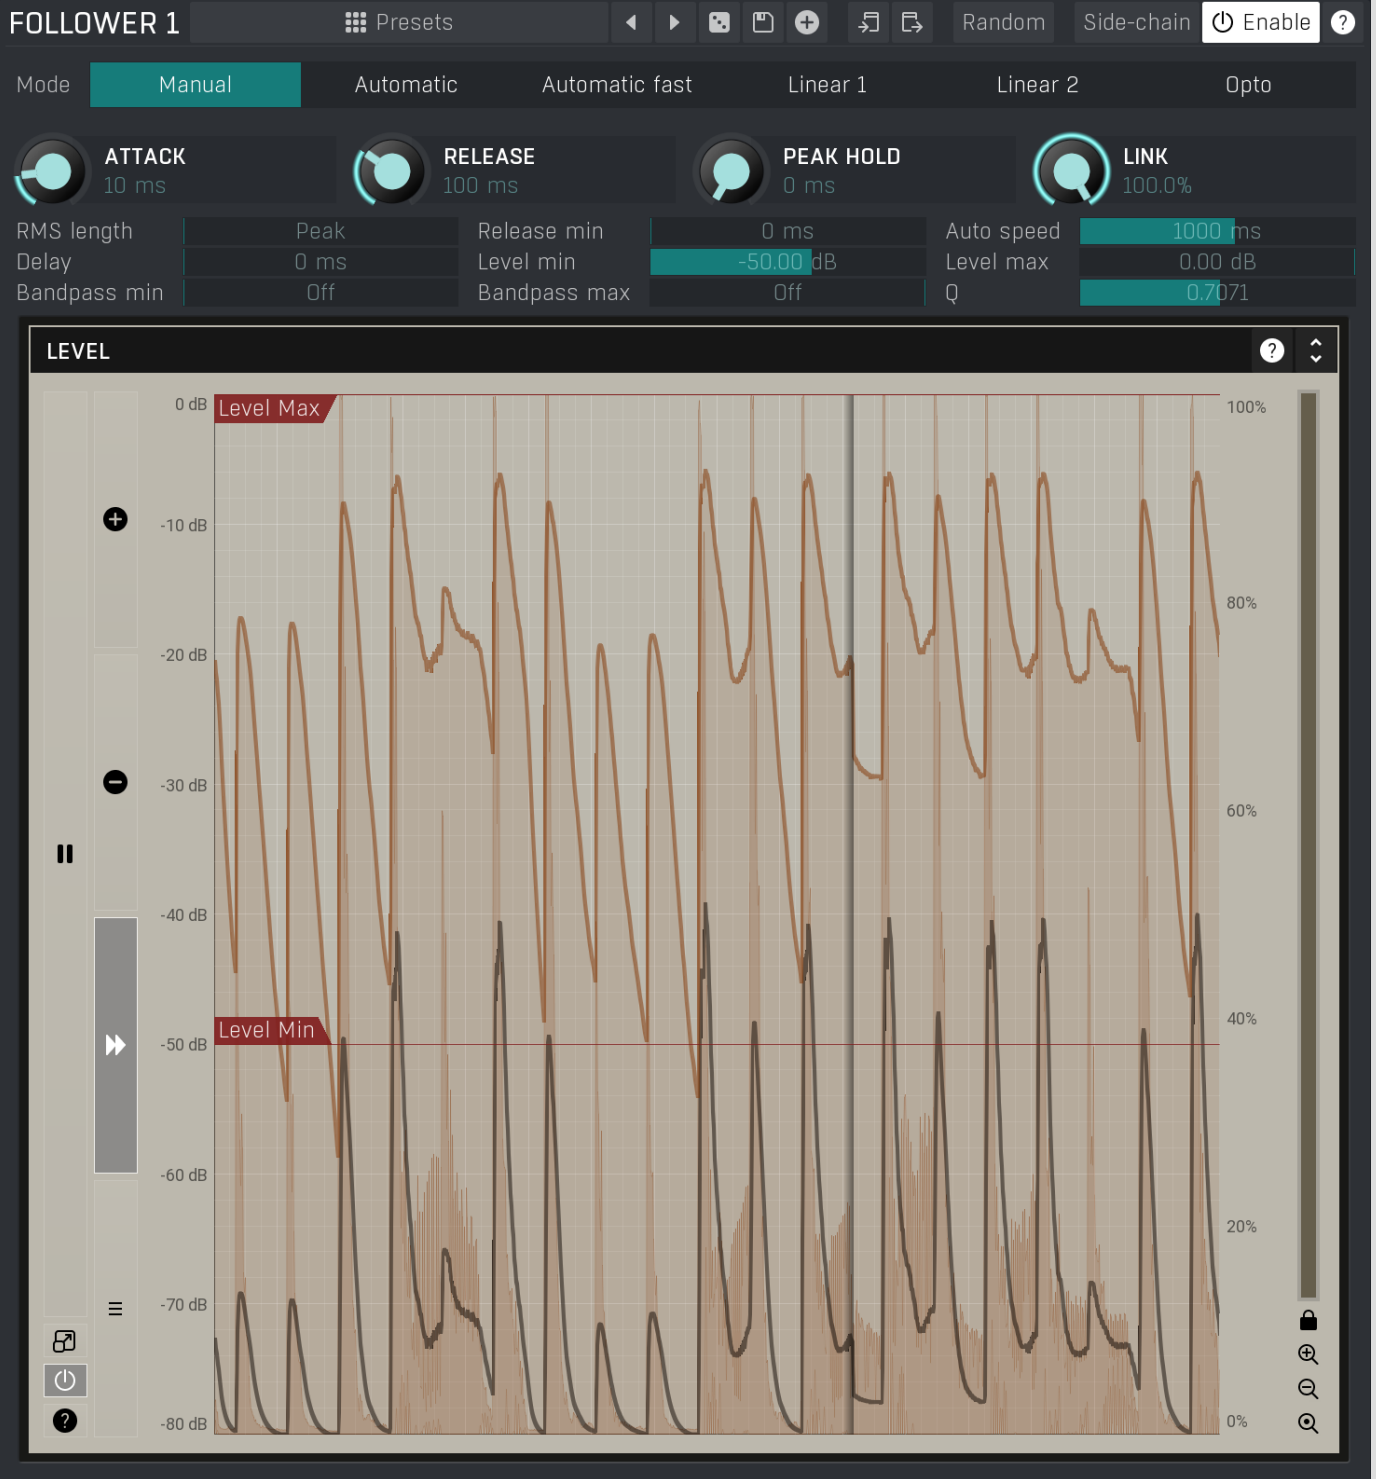 FOLLOWER 1 Presets Random Side-chain Enable ?
Mode Manual Automatic Automatic fast Linear 1 Linear 2 Opto
ATTACK RELEASE PEAK HOLD LINK
10 ms 100 ms 0 ms 100.0%
RMS length Peak Release min 0 ms Auto speed 1000 ms
Delay 0 ms Level min -50.00 dB Level max 0.00 dB
Bandpass min Off Bandpass max Off Q 0.7071
LEVEL ?
0 dB Level Max 100%
-10 dB
80%
-20 dB
-30 dB
60%
-40 dB
Level Min 40%
-50 dB
-60 dB
20%
-70 dB
-80 dB 0%
?